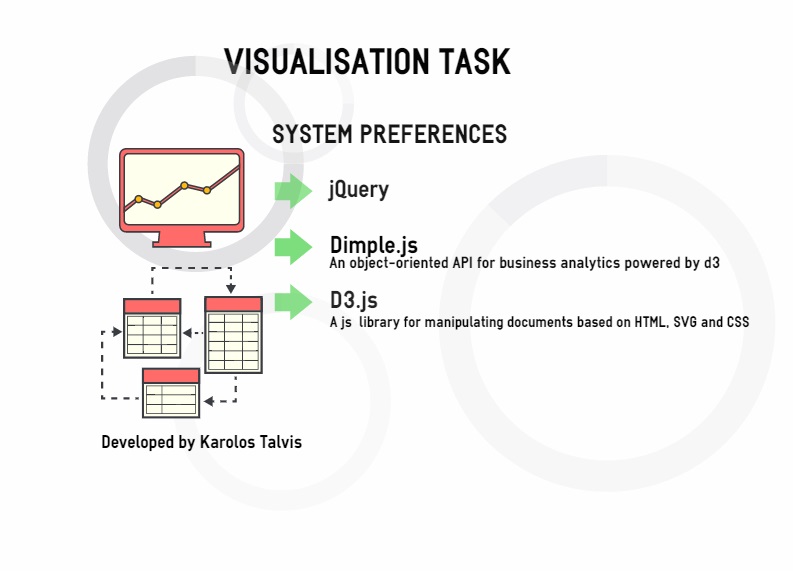 VISUALISATION TASK
SYSTEM PREFERENCES
jQuery
Dimple.js
An object-oriented API for business analytics powered by d3
D3.js
A js library for manipulating documents based on HTML, SVG and CSS
Developed by Karolos Talvis